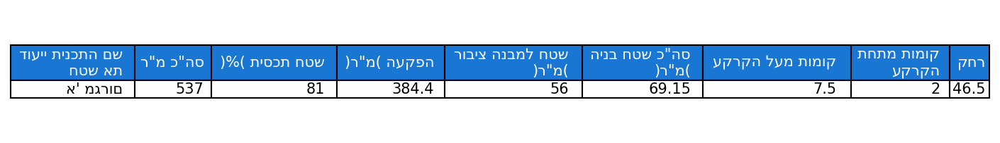 שם התכנית ייעוד
תא שטח
סה"כ מ"ר
שטח תכסית (%)
הפקעה (מ"ר)
שטח למבנה ציבור
(מ"ר)
סה"כ שטח בניה
(מ"ר)
קומות מעל הקרקע
קומות מתחת
הקרקע
רחק
מגרום א'
537
81
384.4
56
69.15
7.5
2
46.5